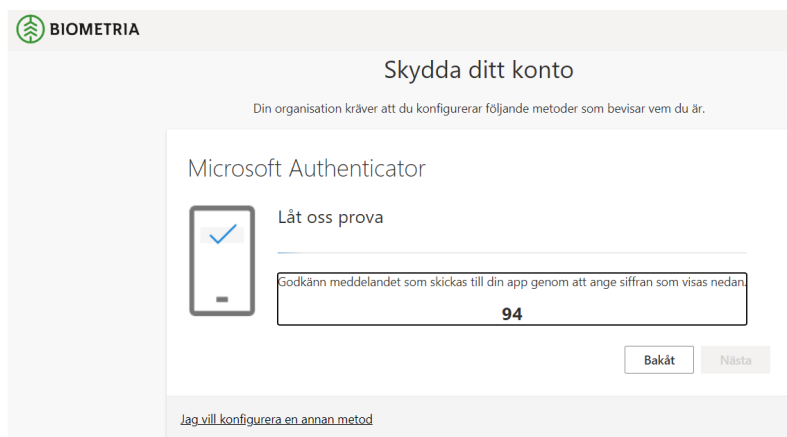 BIOMETRIA
Skydda ditt konto
Din organisation kräver att du konfigurerar följande metoder som bevisar vem du är.
Microsoft Authenticator
Låt oss prova
Godkänn meddelandet som skickas till din app genom att ange siffran som visas nedan.
94
Bakåt Nästa
Jag vill konfigurera en annan metod